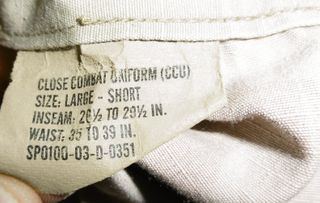 CLOSE COMBAT UNIFORM (CCU)
SIZE: LARGE - SHORT
INSEAM: 26½ TO 29½ IN.
WAIST: 35 TO 39 IN.
SP0100-03-D-0351